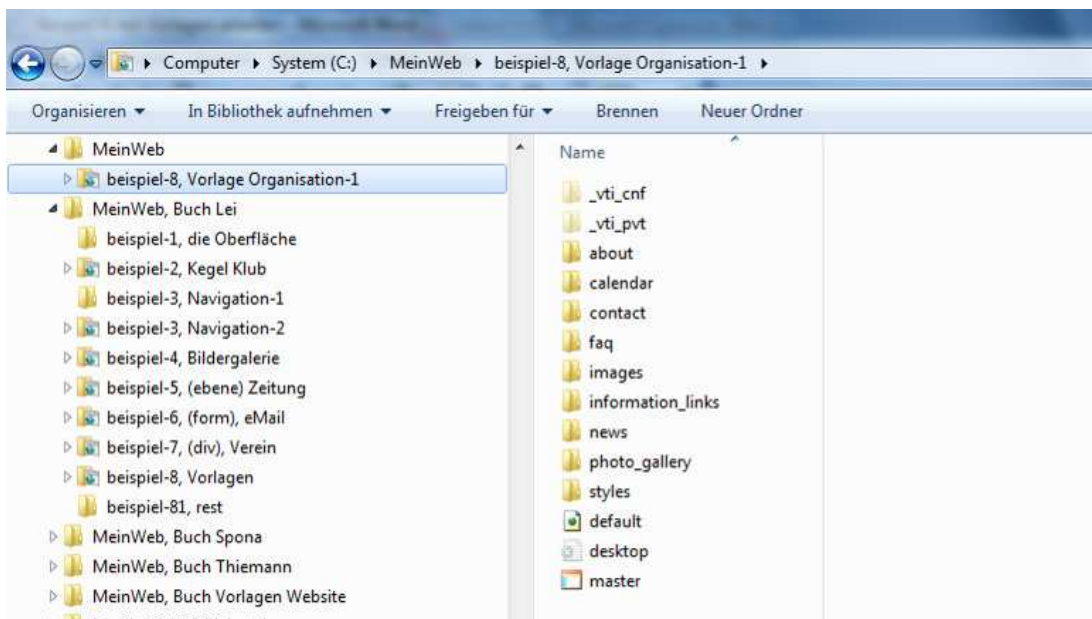 Computer System (C:) MeinWeb beispiel-8, Vorlage Organisation-1
Organisieren In Bibliothek aufnehmen Freigeben für Brennen Neuer Ordner
MeinWeb
beispiel-8, Vorlage Organisation-1
MeinWeb, Buch Lei
beispiel-1, die Oberfläche
beispiel-2, Kegel Klub
beispiel-3, Navigation-1
beispiel-3, Navigation-2
beispiel-4, Bildergalerie
beispiel-5, (ebene) Zeitung
beispiel-6, (form), eMail
beispiel-7, (div), Verein
beispiel-8, Vorlagen
beispiel-81, rest
MeinWeb, Buch Spona
MeinWeb, Buch Thiemann
MeinWeb, Buch Vorlagen Website
Name
_vti_cnf
_vti_pvt
about
calendar
contact
faq
images
information_links
news
photo_gallery
styles
default
desktop
master